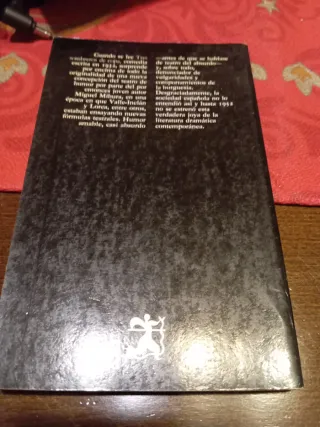 Cuando se lee Tres
sombreros de copa, comedia
escrita en 1932, sorprende
por encima de todo la
originalidad de una nueva
concepción del teatro de
humor por parte del por
entonces joven autor
Miguel Mihura, en una
época en que Valle-Inclán
y Lorca, entre otros,
estaban ensayando nuevas
fórmulas teatrales. Humor
amable, casi absurdo
—antes de que se hablase
de teatro del absurdo—
y, sobre todo,
denunciador de
vulgaridades y
comportamientos de
la burguesía.
Desgraciadamente, la
sociedad española no lo
entendió así y hasta 1952
no se estrenó esta
verdadera joya de la
literatura dramática
contemporánea.